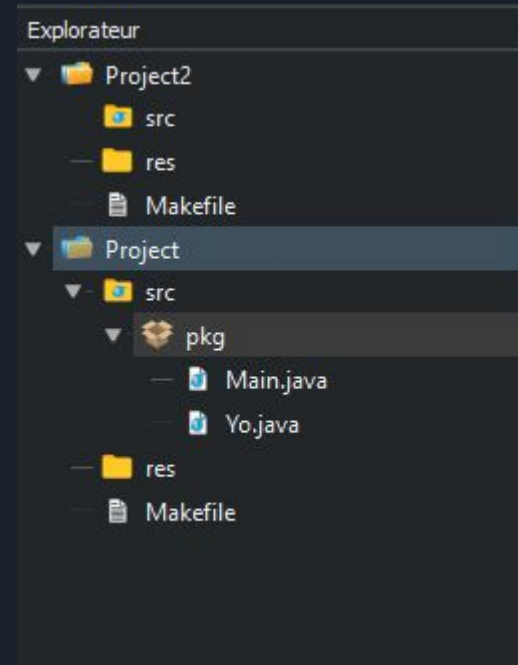 Explorateur
Project2
src
res
Makefile
Project
src
pkg
Main.java
Yo.java
res
Makefile